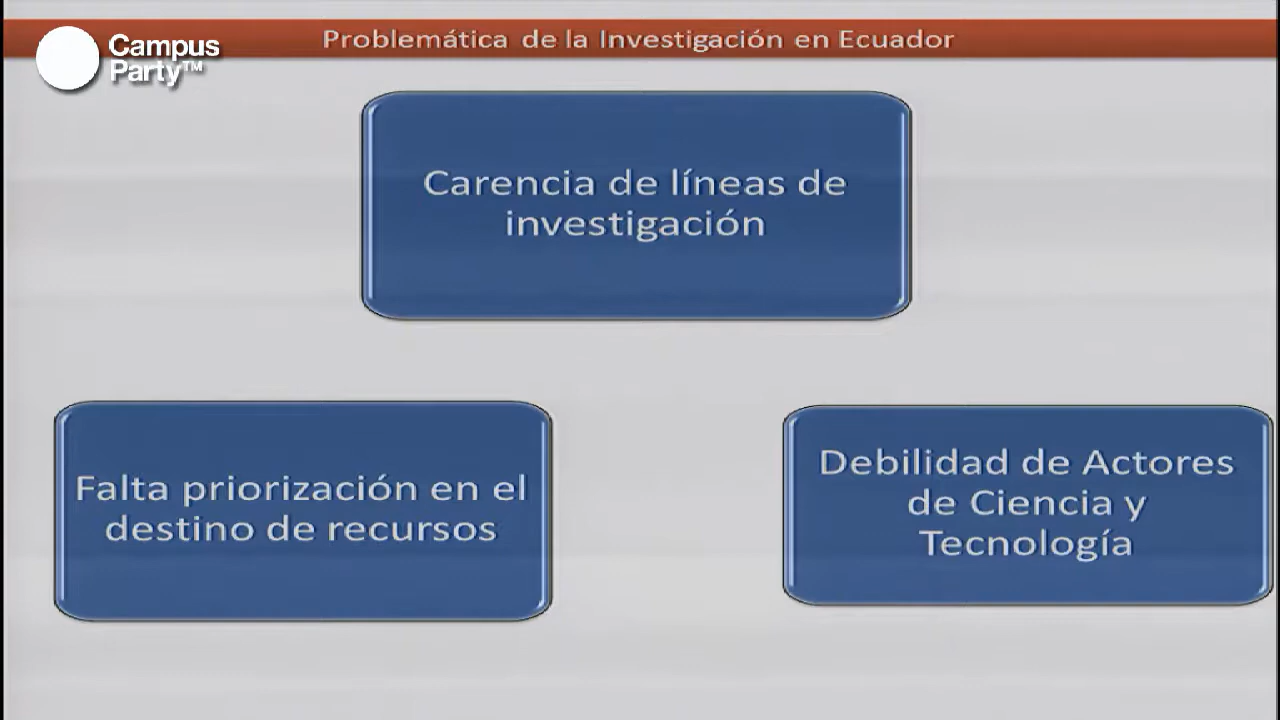 Problemática de la Investigación en Ecuador
Campus
Party™
Carencia de líneas de
investigación
Falta priorización en el
destino de recursos
Debilidad de Actores
de Ciencia y
Tecnología